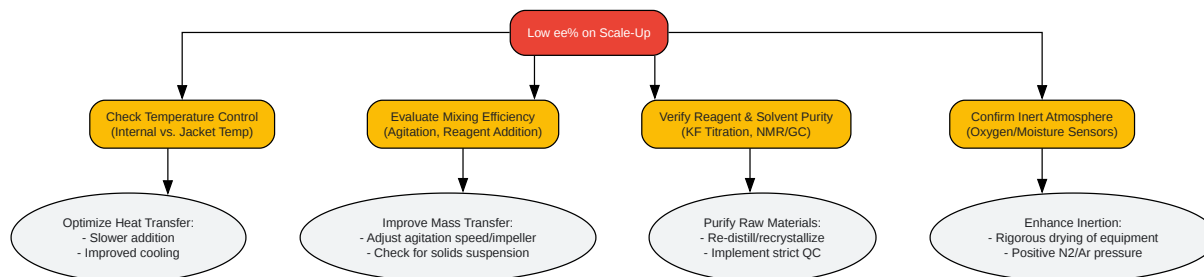 Low ee% on Scale-Up
Check Temperature Control
(Internal vs. Jacket Temp)
Evaluate Mixing Efficiency
(Agitation, Reagent Addition)
Verify Reagent & Solvent Purity
(KF Titration, NMR/GC)
Confirm Inert Atmosphere
(Oxygen/Moisture Sensors)
Optimize Heat Transfer:
- Slower addition
- Improved cooling
Improve Mass Transfer:
- Adjust agitation speed/impeller
- Check for solids suspension
Purify Raw Materials:
- Re-distill/recrystallize
- Implement strict QC
Enhance Inertion:
- Rigorous drying of equipment
- Positive N2/Ar pressure